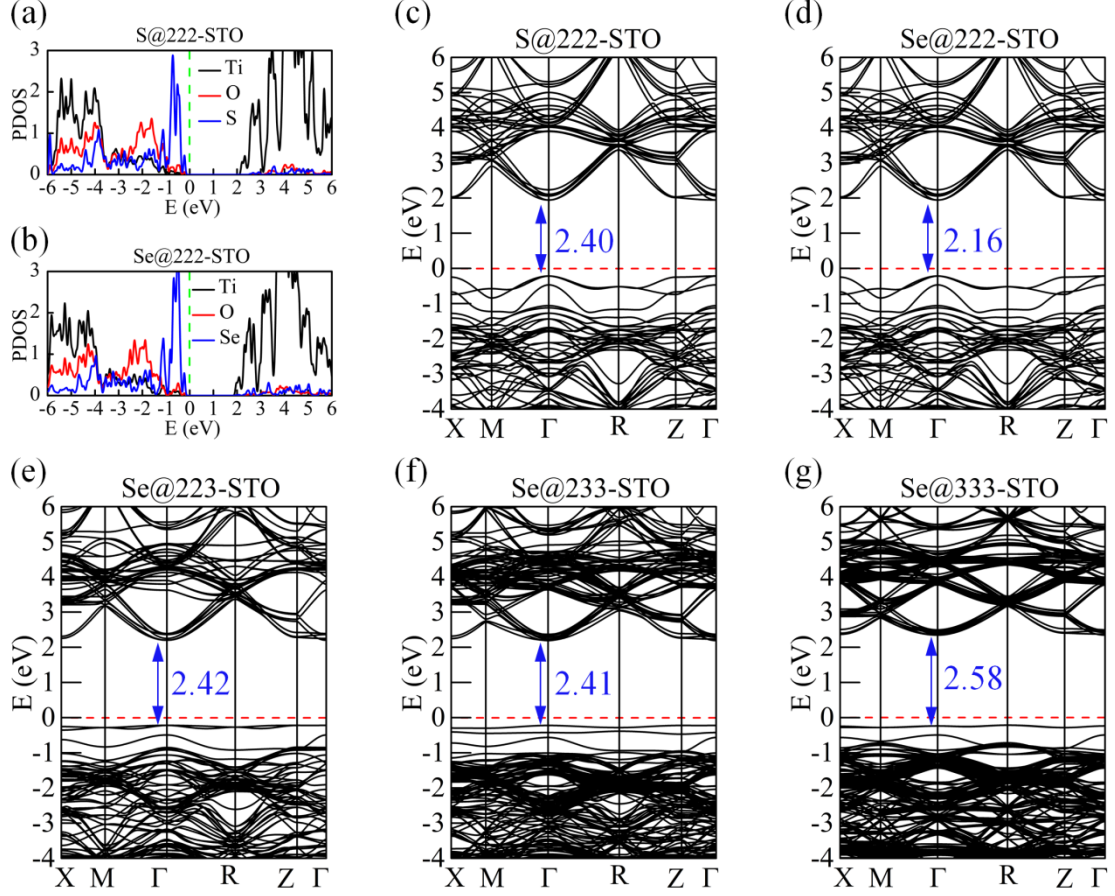 (a)
S@222-STO
PDOS
3
2
1
0
Ti
O
S
-6 -5 -4 -3 -2 -1 0 1 2 3 4 5 6
E (eV)
(b)
Se@222-STO
PDOS
3
2
1
0
Ti
O
Se
-6 -5 -4 -3 -2 -1 0 1 2 3 4 5 6
E (eV)
(c)
S@222-STO
E (eV)
6
5
4
3
2
1
0
-1
-2
-3
-4
2.40
X M Γ R Z Γ
(d)
Se@222-STO
E (eV)
6
5
4
3
2
1
0
-1
-2
-3
-4
2.16
X M Γ R Z Γ
(e)
Se@223-STO
E (eV)
6
5
4
3
2
1
0
-1
-2
-3
-4
2.42
X M Γ R Z Γ
(f)
Se@233-STO
E (eV)
6
5
4
3
2
1
0
-1
-2
-3
-4
2.41
X M Γ R Z Γ
(g)
Se@333-STO
E (eV)
6
5
4
3
2
1
0
-1
-2
-3
-4
2.58
X M Γ R Z Γ